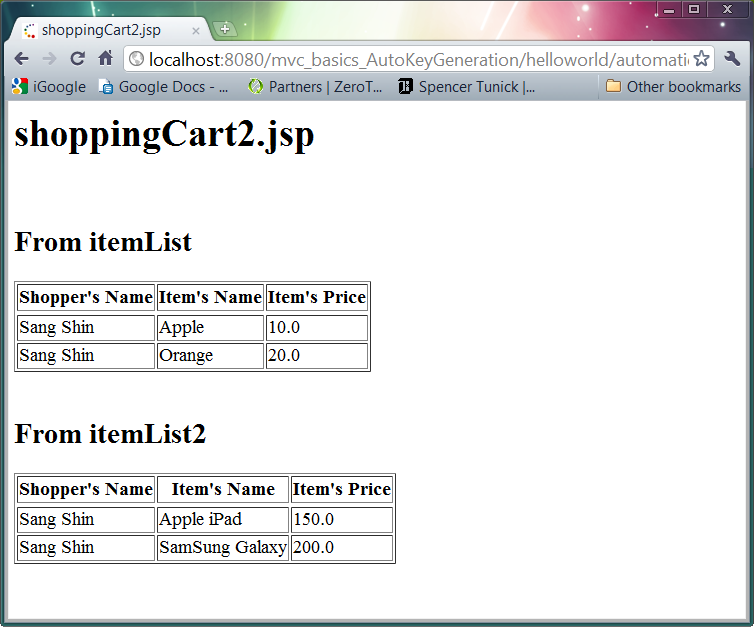 shoppingCart2.jsp
localhost:8080/mvc_basics_AutoKeyGeneration/helloworld/automati
iGoogle Google Docs - ... Partners | ZeroT... Spencer Tunick |... Other bookmarks
shoppingCart2.jsp
From itemList
Shopper's Name Item's Name Item's Price
Sang Shin Apple 10.0
Sang Shin Orange 20.0
From itemList2
Shopper's Name Item's Name Item's Price
Sang Shin Apple iPad 150.0
Sang Shin SamSung Galaxy 200.0